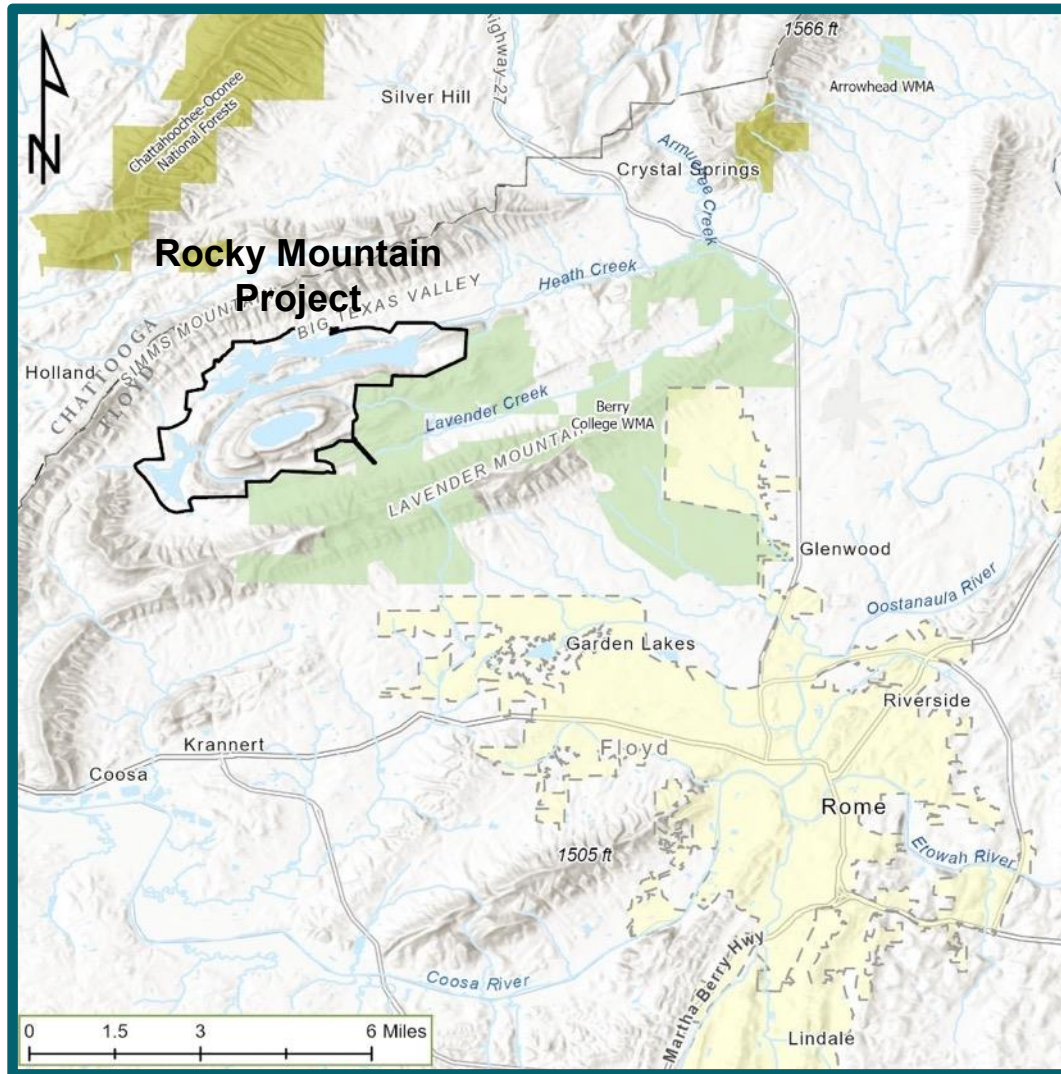 1566 ft
Highway-27
Arrowhead WMA
Silver Hill
Chattahoochee-Oconee
National Forests
Crystal Springs
Armuchee Creek
N
Rocky Mountain
Project
Heath Creek
BIG TEXAS VALLEY
SIMMS MOUNTAIN
CHATTOOGA
FLOYD
Holland
Lavender Creek
Berry
College WMA
LAVENDER MOUNTAIN
Glenwood
Oostanaula River
Garden Lakes
Riverside
Krannert
Floyd
Coosa
Rome
1505 ft
Etowah River
Coosa River
Martha Berry Hwy
Lindale
0 1.5 3 6 Miles